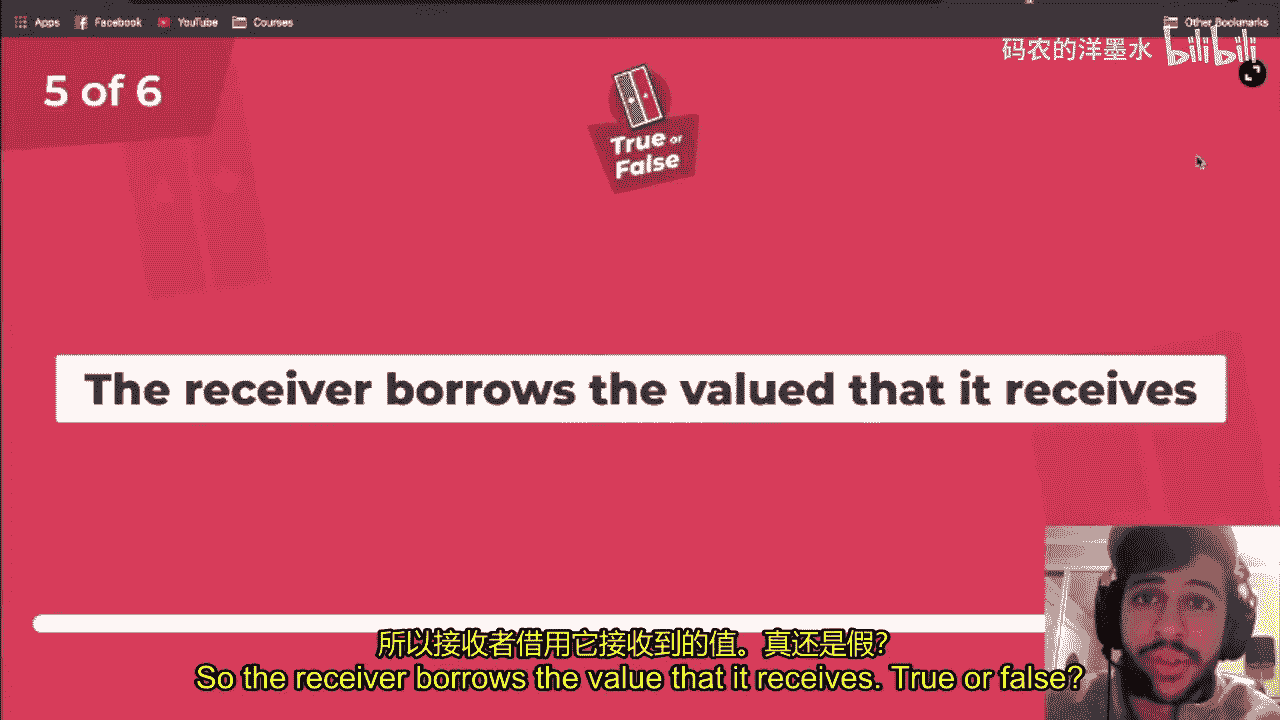 Apps
Facebook
YouTube
Courses
Other Bookmarks
码农的洋墨水
bilibili
5 of 6
True or
False
The receiver borrows the valued that it receives
所以接收者借用它接收到的值。真还是假?
So the receiver borrows the value that it receives. True or false?